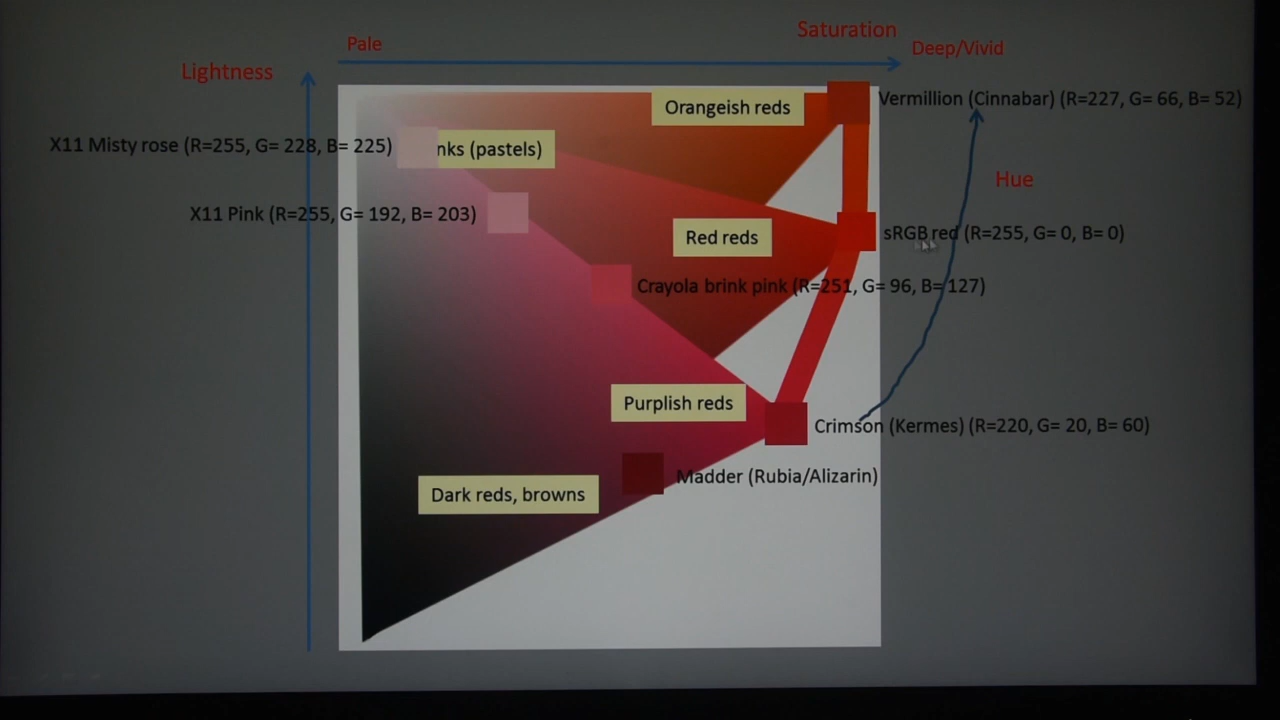 Saturation
Pale
Deep/Vivid
Lightness
Orangeish reds
Vermillion (Cinnabar) (R=227, G= 66, B= 52)
X11 Misty rose (R=255, G= 228, B= 225)
nks (pastels)
Hue
X11 Pink (R=255, G= 192, B= 203)
Red reds
sRGB red (R=255, G= 0, B= 0)
Crayola brink pink (R=251, G= 96, B= 127)
Purplish reds
Crimson (Kermes) (R=220, G= 20, B= 60)
Madder (Rubia/Alizarin)
Dark reds, browns